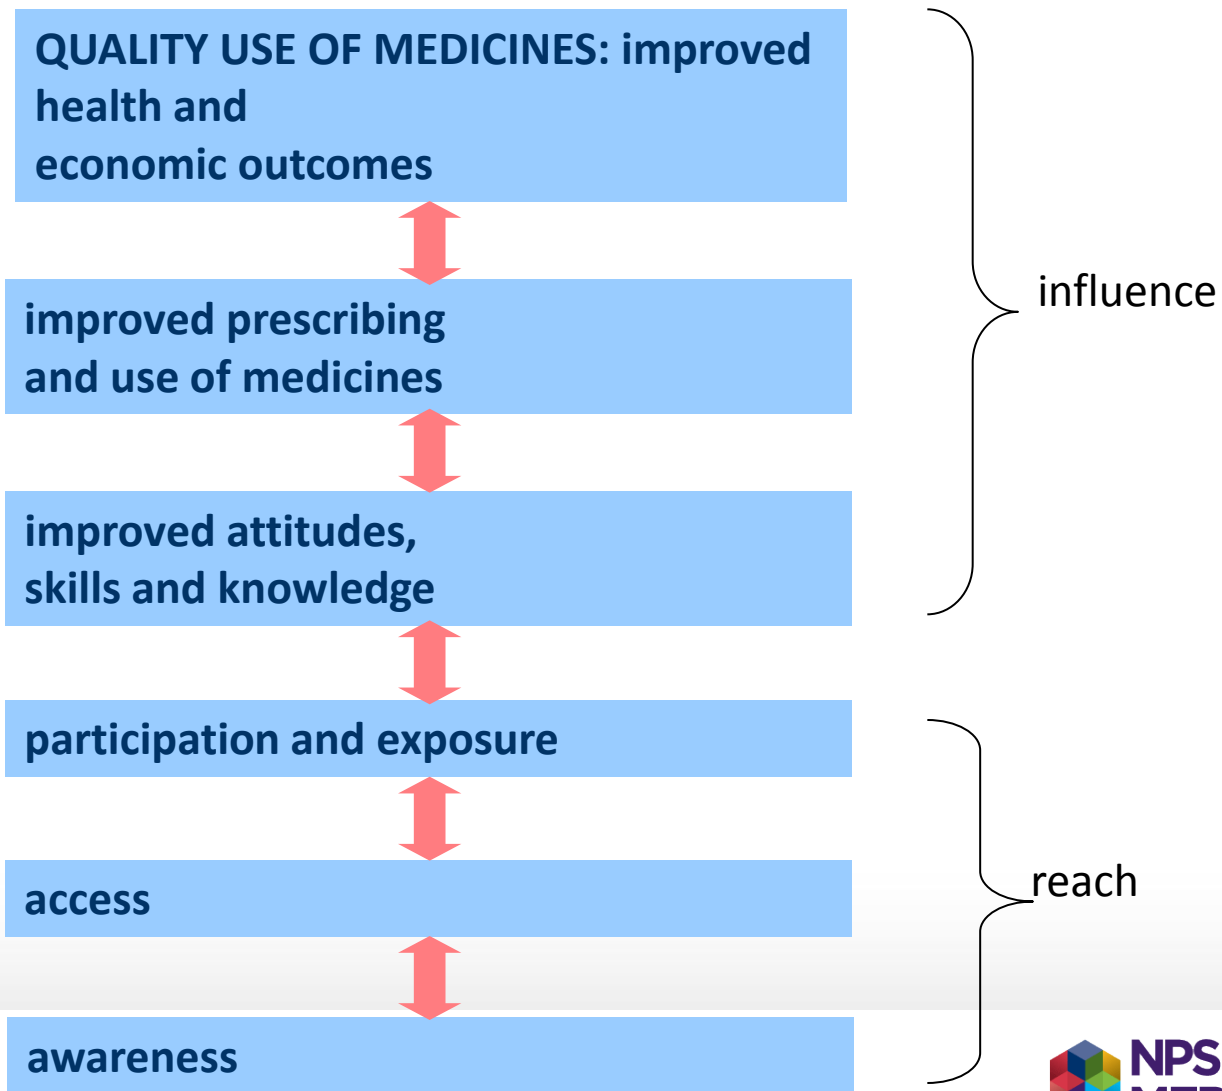 QUALITY USE OF MEDICINES: improved
health and
economic outcomes
influence
improved prescribing
and use of medicines
improved attitudes,
skills and knowledge
participation and exposure
access
reach
awareness
NPS